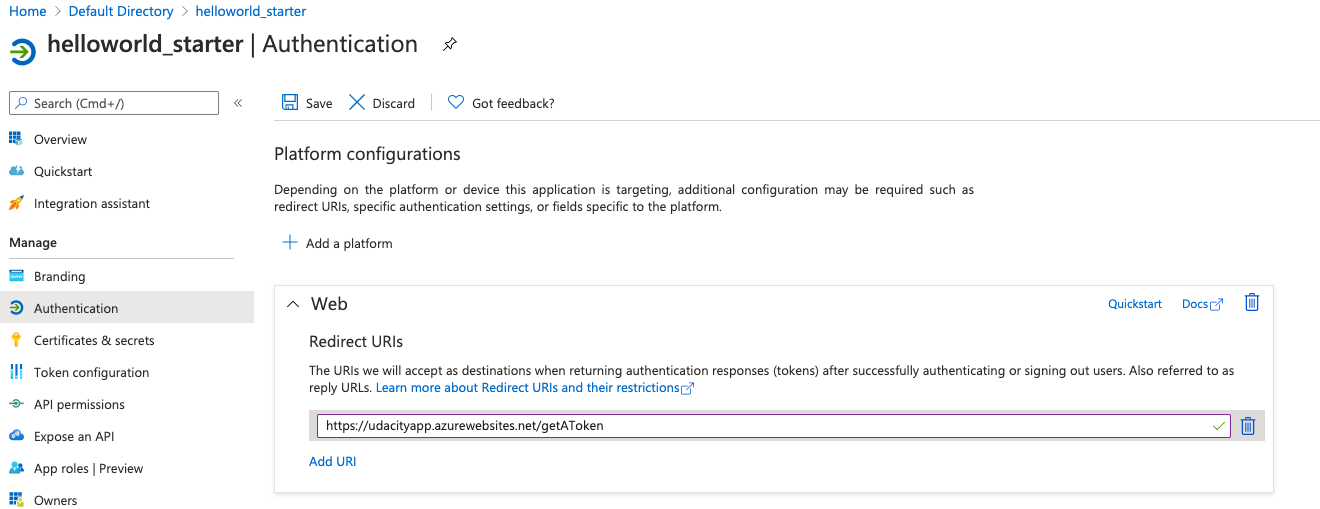 Home > Default Directory > helloworld_starter
helloworld_starter | Authentication
Search (Cmd+/)
«
Overview
Quickstart
Integration assistant
Manage
Branding
Authentication
Certificates & secrets
Token configuration
API permissions
Expose an API
App roles | Preview
Owners
Save
Discard
Got feedback?
Platform configurations
Depending on the platform or device this application is targeting, additional configuration may be required such as
redirect URIs, specific authentication settings, or fields specific to the platform.
Add a platform
Web
Quickstart
Docs
Redirect URIs
The URIs we will accept as destinations when returning authentication responses (tokens) after successfully authenticating or signing out users. Also referred to as
reply URLs. Learn more about Redirect URIs and their restrictions
https://udacityapp.azurewebsites.net/getAToken
Add URI